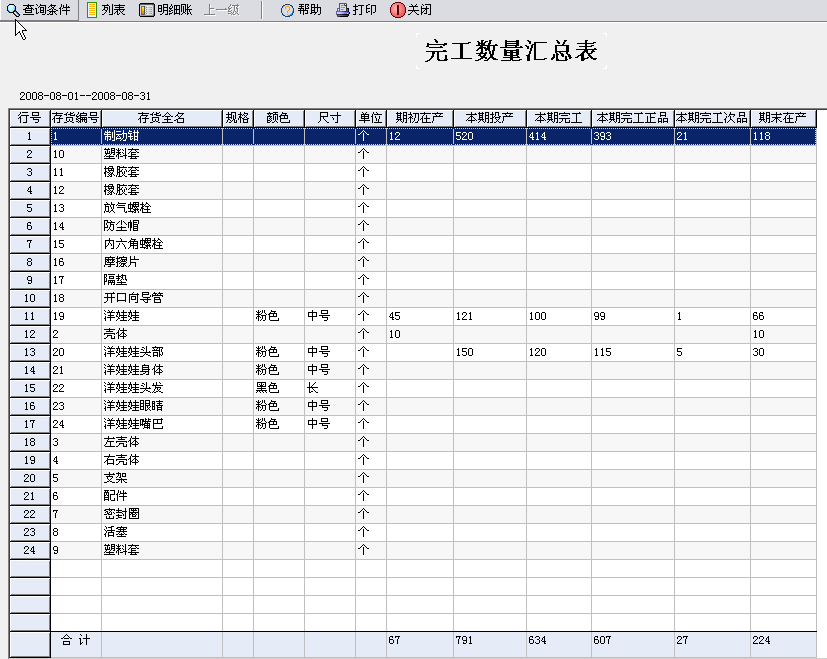 查询条件 列表 明细账 上一级 帮助 打印 关闭
完工数量汇总表
2008-08-01--2008-08-31
行号 存货编号 存货全名 规格 颜色 尺寸 单位 期初在产 本期投产 本期完工 本期完工正品 本期完工次品 期末在产
1 1 制动钳 个 12 520 414 393 21 118
2 10 塑料套 个
3 11 橡胶套 个
4 12 橡胶套 个
5 13 放气螺栓 个
6 14 防尘帽 个
7 15 内六角螺栓 个
8 16 摩擦片 个
9 17 隔垫 个
10 18 开口向导管 个
11 19 洋娃娃 粉色 中号 个 45 121 100 99 1 66
12 2 壳体 个 10 10
13 20 洋娃娃头部 粉色 中号 个 150 120 115 5 30
14 21 洋娃娃身体 粉色 中号 个
15 22 洋娃娃头发 黑色 长 个
16 23 洋娃娃眼睛 粉色 中号 个
17 24 洋娃娃嘴巴 粉色 中号 个
18 3 左壳体 个
19 4 右壳体 个
20 5 支架 个
21 6 配件 个
22 7 密封圈 个
23 8 活塞 个
24 9 塑料套 个
合 计 67 791 634 607 27 224